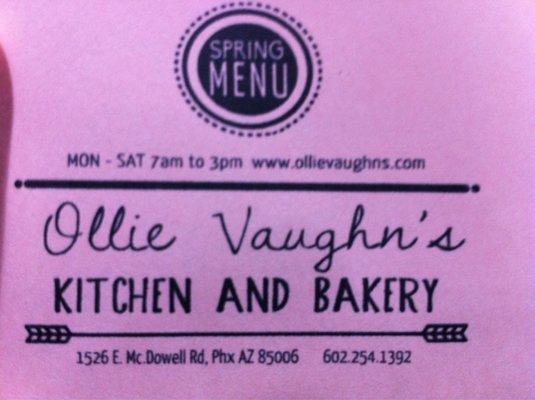 SPRING
MENU
MON - SAT 7am to 3pm www.ollievaughns.com
Ollie Vaughn's
KITCHEN AND BAKERY
1526 E. Mc.Dowell Rd, Phx AZ 85006 602.254.1392